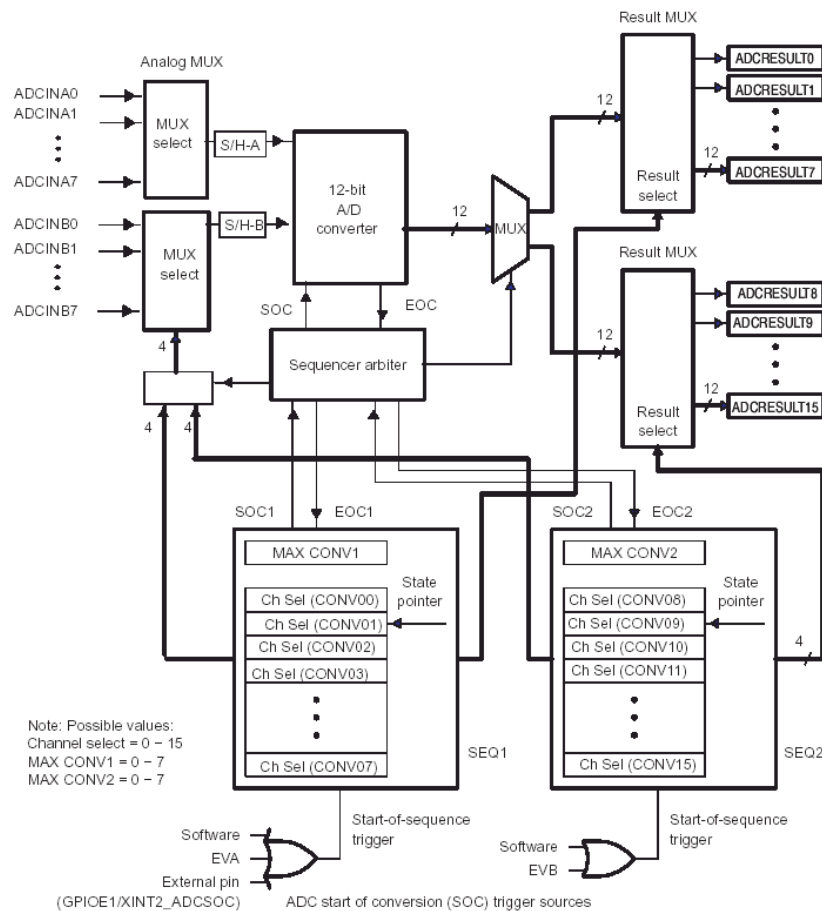 Result MUX
Analog MUX
ADCINA0
ADCINA1
ADCINA7
MUX
select
S/H-A
ADCINB0
ADCINB1
ADCINB7
MUX
select
S/H-B
12-bit
A/D
converter
12
MUX
12
Result
select
12
ADCRESULT0
ADCRESULT1
ADCRESULT7
Result MUX
12
Result
select
12
ADCRESULT8
ADCRESULT9
ADCRESULT15
SOC
EOC
4
Sequencer arbiter
4
4
SOC1
EOC1
SOC2
EOC2
MAX CONV1
Ch Sel (CONV00)
Ch Sel (CONV01)
Ch Sel (CONV02)
Ch Sel (CONV03)
Ch Sel (CONV07)
State
pointer
SEQ1
MAX CONV2
Ch Sel (CONV08)
Ch Sel (CONV09)
Ch Sel (CONV10)
Ch Sel (CONV11)
Ch Sel (CONV15)
State
pointer
4
SEQ2
Note: Possible values:
Channel select = 0 – 15
MAX CONV1 = 0 – 7
MAX CONV2 = 0 – 7
Software
EVA
External pin
(GPIOE1/XINT2_ADCSOC)
Start-of-sequence
trigger
Software
EVB
Start-of-sequence
trigger
ADC start of conversion (SOC) trigger sources